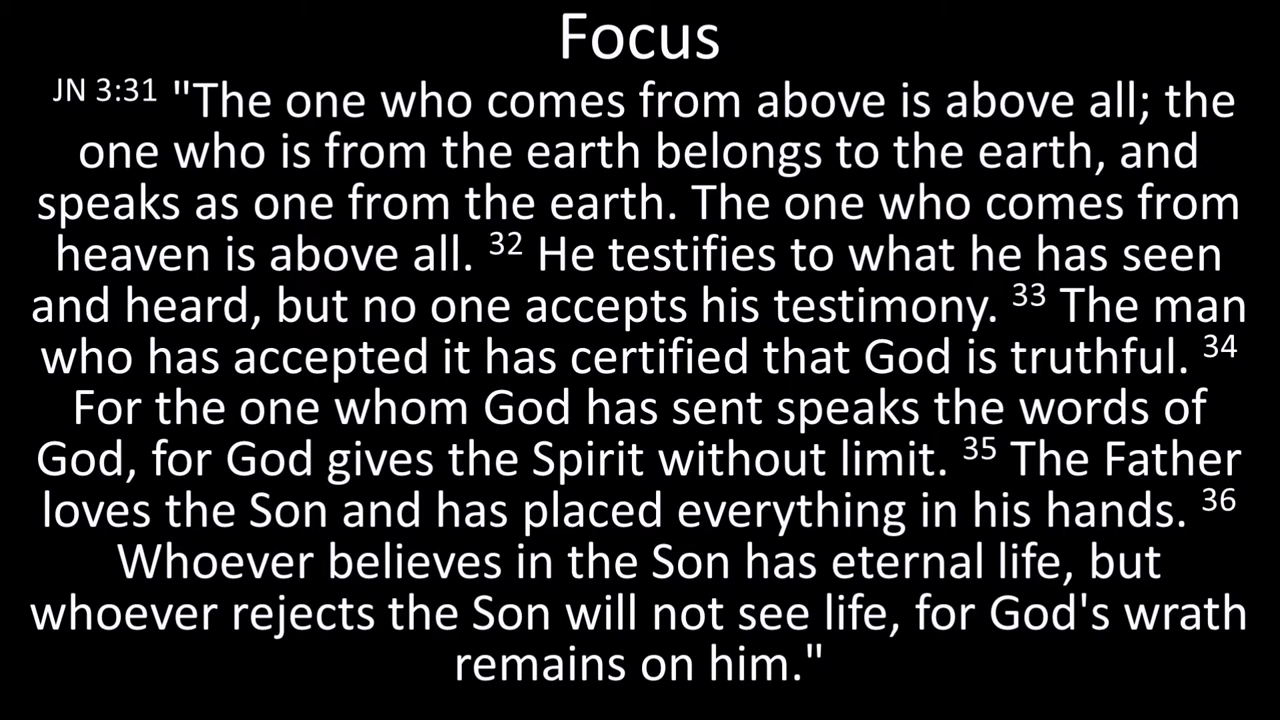 Focus
JN 3:31 "The one who comes from above is above all; the
one who is from the earth belongs to the earth, and
speaks as one from the earth. The one who comes from
heaven is above all. 32 He testifies to what he has seen
and heard, but no one accepts his testimony. 33 The man
who has accepted it has certified that God is truthful. 34
For the one whom God has sent speaks the words of
God, for God gives the Spirit without limit. 35 The Father
loves the Son and has placed everything in his hands. 36
Whoever believes in the Son has eternal life, but
whoever rejects the Son will not see life, for God's wrath
remains on him."